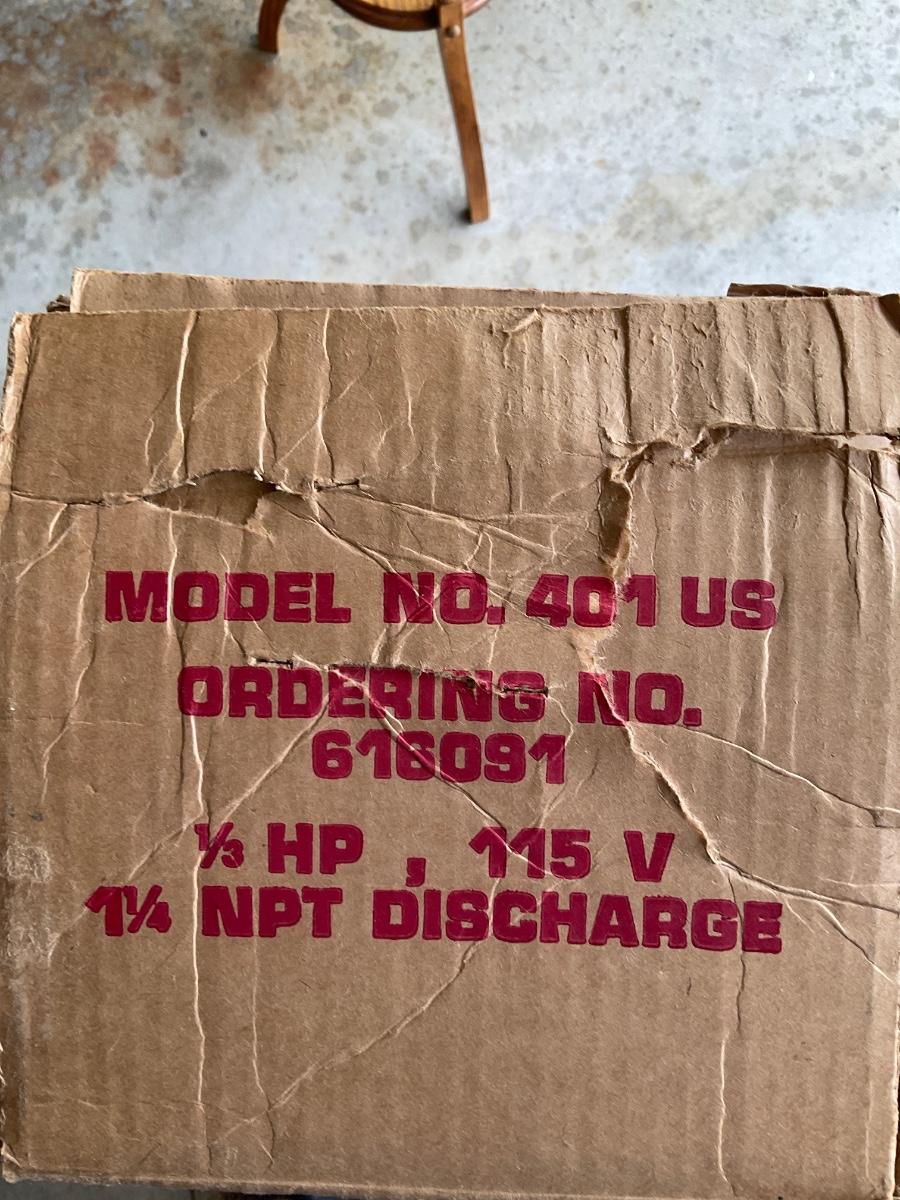 MODEL NO. 401 US
ORDERING NO.
616091
⅓ HP , 115 V
1¼ NPT DISCHARGE